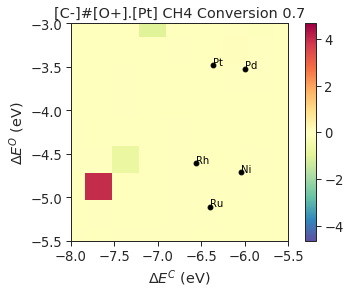 [C-]#[O+].[Pt] CH4 Conversion 0.7
−3.0
−3.5
−4.0
−4.5
−5.0
−5.5
ΔE^O (eV)
Pt
Pd
Rh
Ni
Ru
−8.0 −7.5 −7.0 −6.5 −6.0 −5.5
ΔE^C (eV)
4
2
0
−2
−4